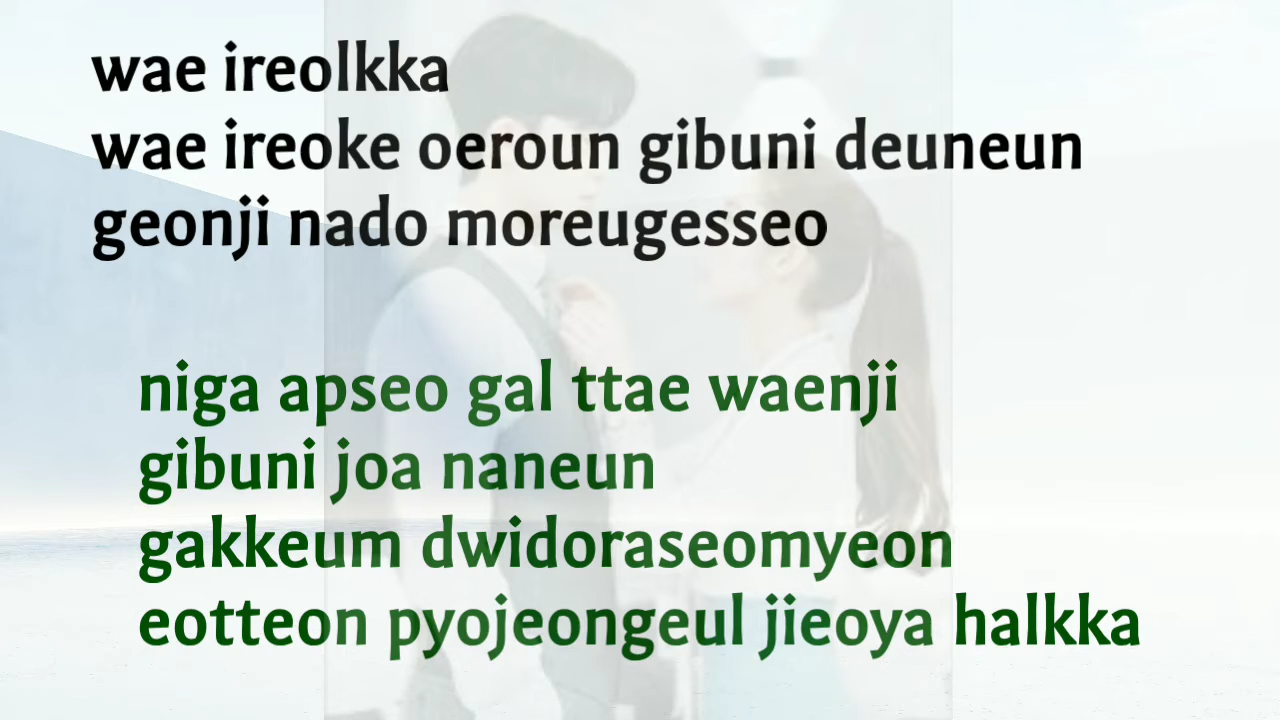 wae ireolkka
wae ireoke oeroun gibuni deuneun
geonji nado moreugesseo
niga apseo gal ttae waenji
gibuni joa naneun
gakkeum dwidoraseomyeon
eotteon pyojeongeul jieoya halkka